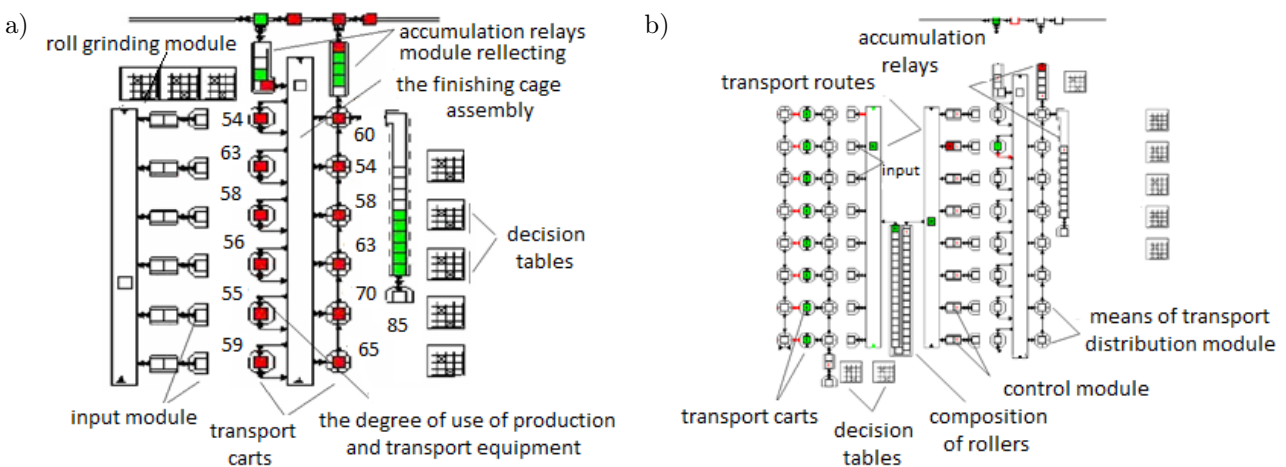 a)
roll grinding module
accumulation relays
module rellecting
the finishing cage
assembly
54
63
58
56
55
59
60
54
58
63
70
65
85
decision
tables
input module
transport
carts
the degree of use of production
and transport equipment
b)
accumulation
relays
transport routes
input
means of transport
distribution module
control module
transport carts
decision
tables
composition
of rollers